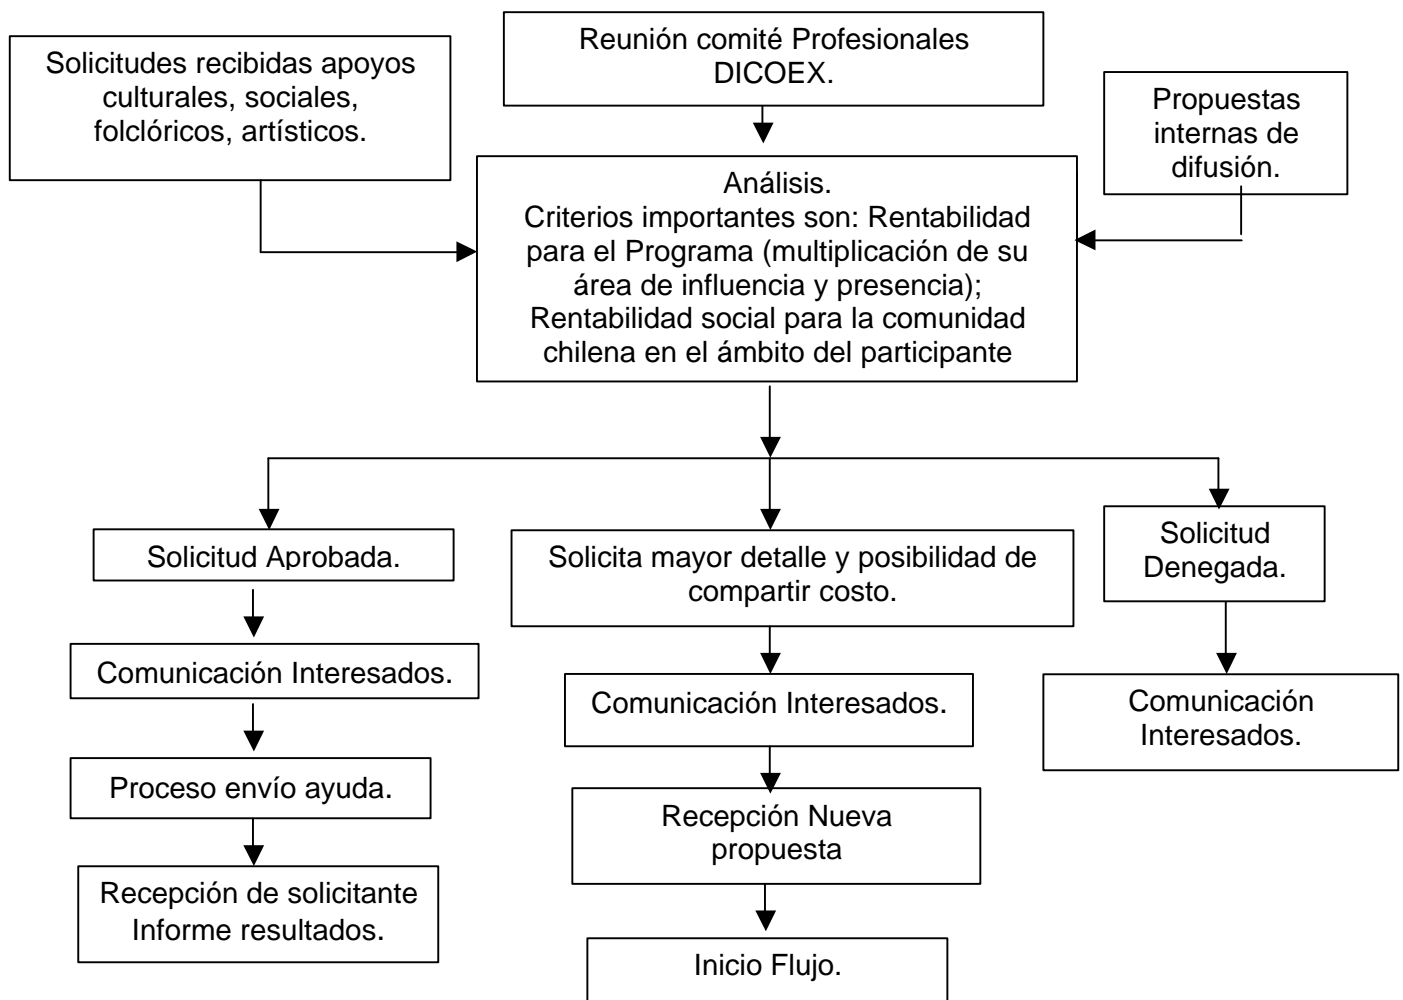 Reunión comité Profesionales
DICOEX.
Solicitudes recibidas apoyos
culturales, sociales,
folclóricos, artísticos.
Propuestas
internas de
difusión.
Análisis.
Criterios importantes son: Rentabilidad
para el Programa (multiplicación de su
área de influencia y presencia);
Rentabilidad social para la comunidad
chilena en el ámbito del participante
Solicitud Aprobada.
Solicita mayor detalle y posibilidad de
compartir costo.
Solicitud
Denegada.
Comunicación Interesados.
Comunicación Interesados.
Comunicación
Interesados.
Proceso envío ayuda.
Recepción Nueva
propuesta
Recepción de solicitante
Informe resultados.
Inicio Flujo.